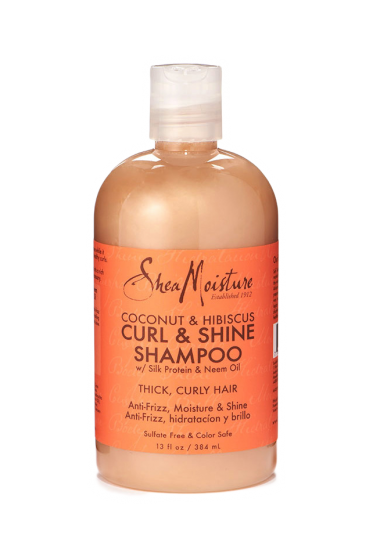 SheaMoisture
Established 1912
COCONUT & HIBISCUS
CURL & SHINE
SHAMPOO
w/ Silk Protein & Neem Oil
THICK, CURLY HAIR
Anti-Frizz, Moisture & Shine
Anti-Frizz, hidratacion y brillo
Sulfate Free & Color Safe
13 fl oz / 384 mL